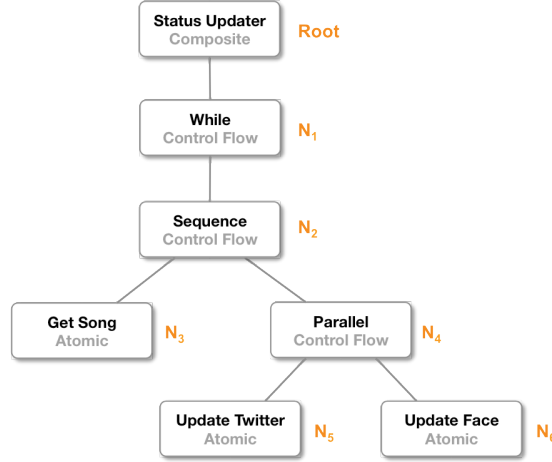 Status Updater
Composite
Root
While
Control Flow
N1
Sequence
Control Flow
N2
Get Song
Atomic
N3
Parallel
Control Flow
N4
Update Twitter
Atomic
N5
Update Face
Atomic
N6